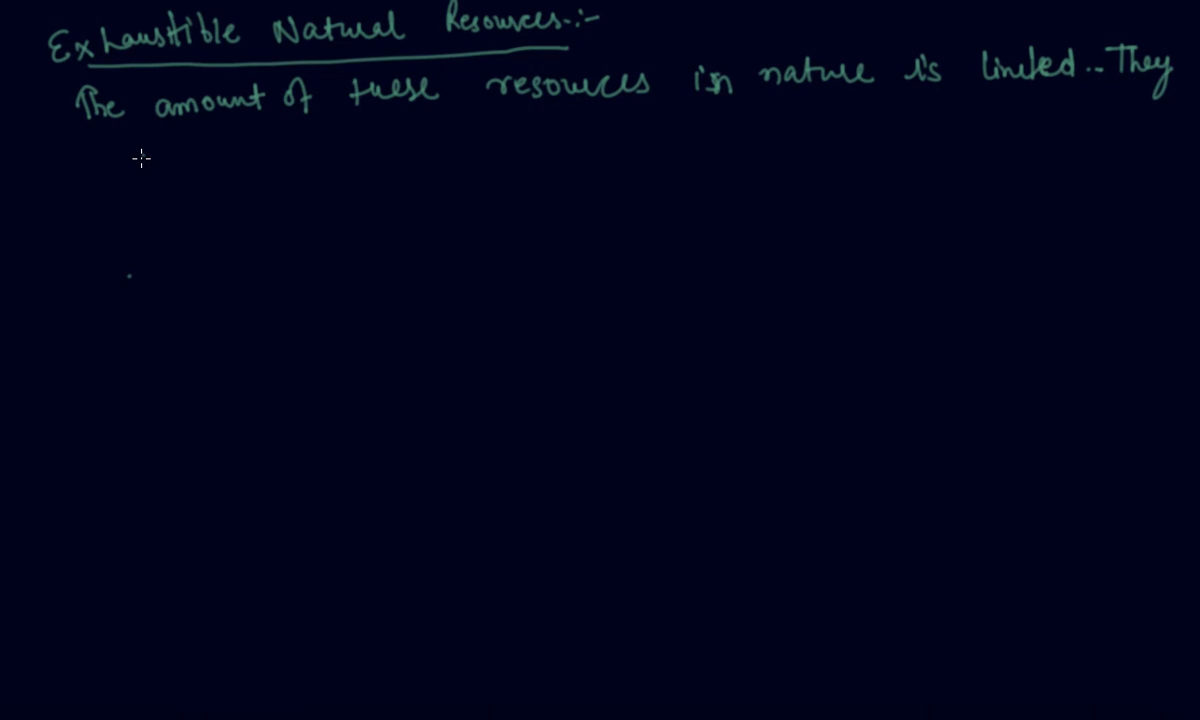 Exhaustible Natural Resources:-
The amount of these resources in nature is limited.. They